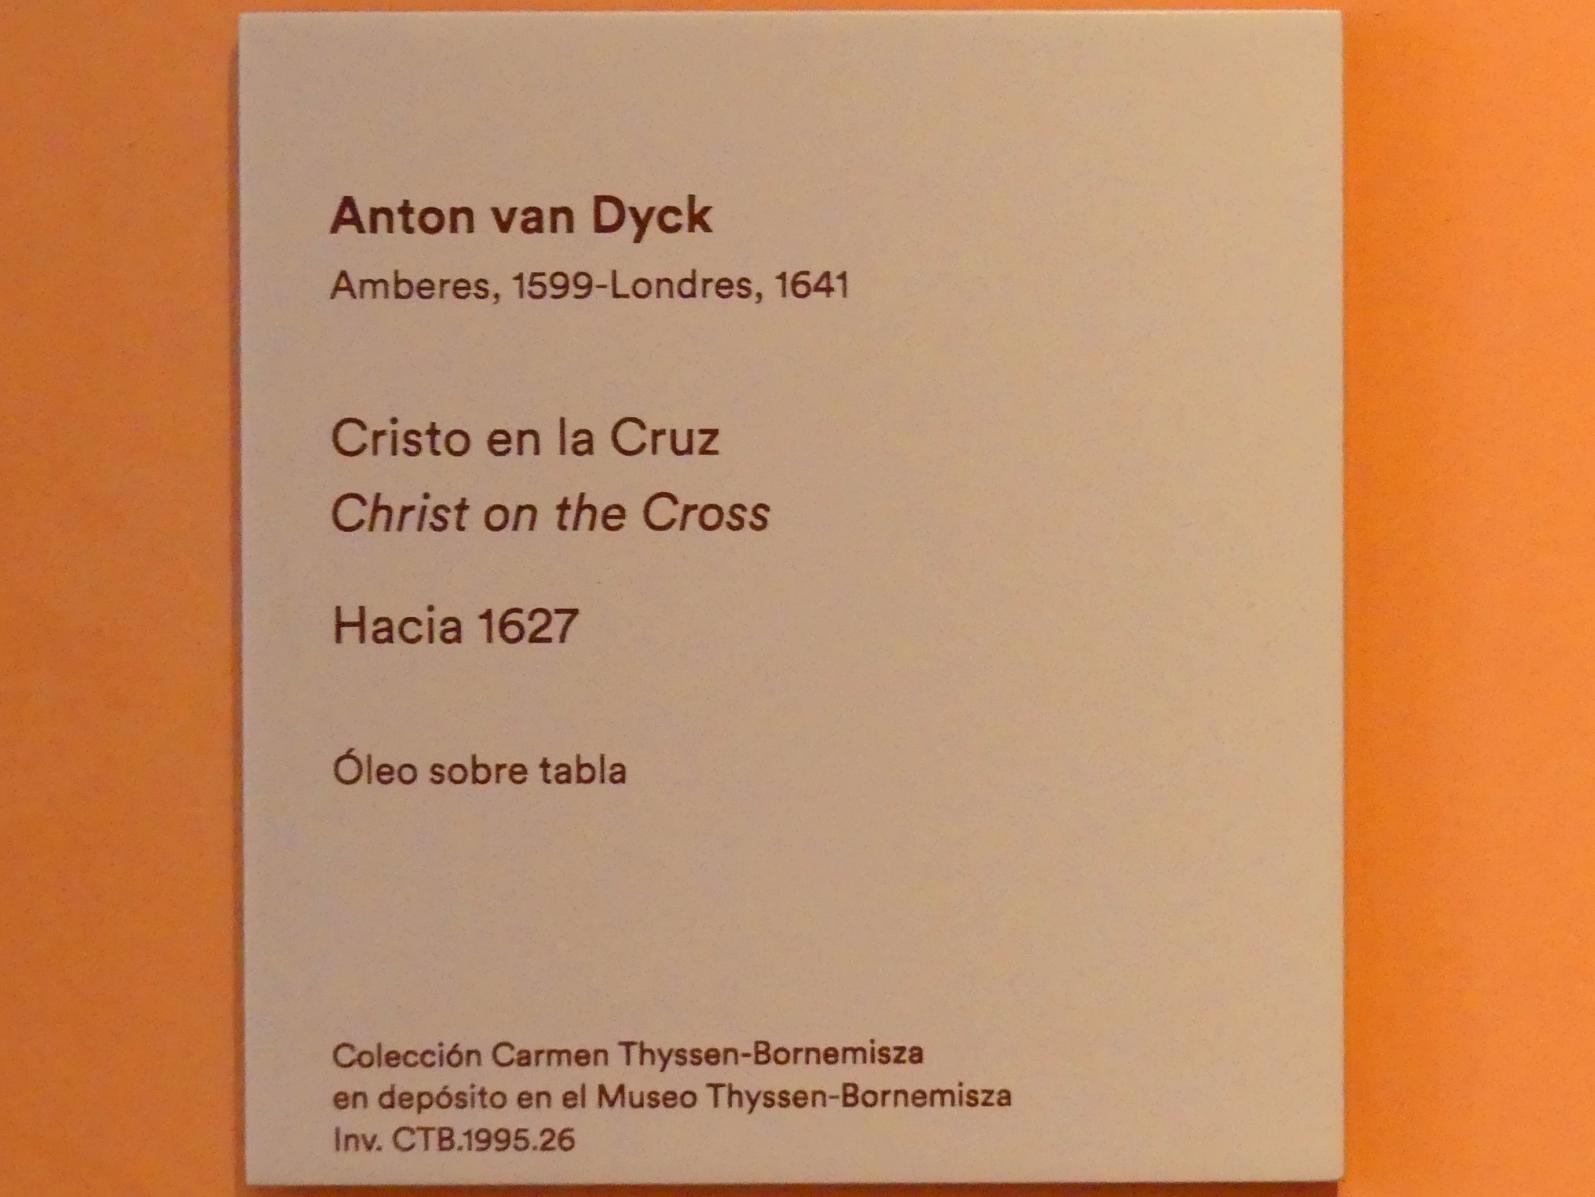 Anton van Dyck
Amberes, 1599-Londres, 1641
Cristo en la Cruz
Christ on the Cross
Hacia 1627
Óleo sobre tabla
Colección Carmen Thyssen-Bornemisza
en depósito en el Museo Thyssen-Bornemisza
Inv. CTB.1995.26